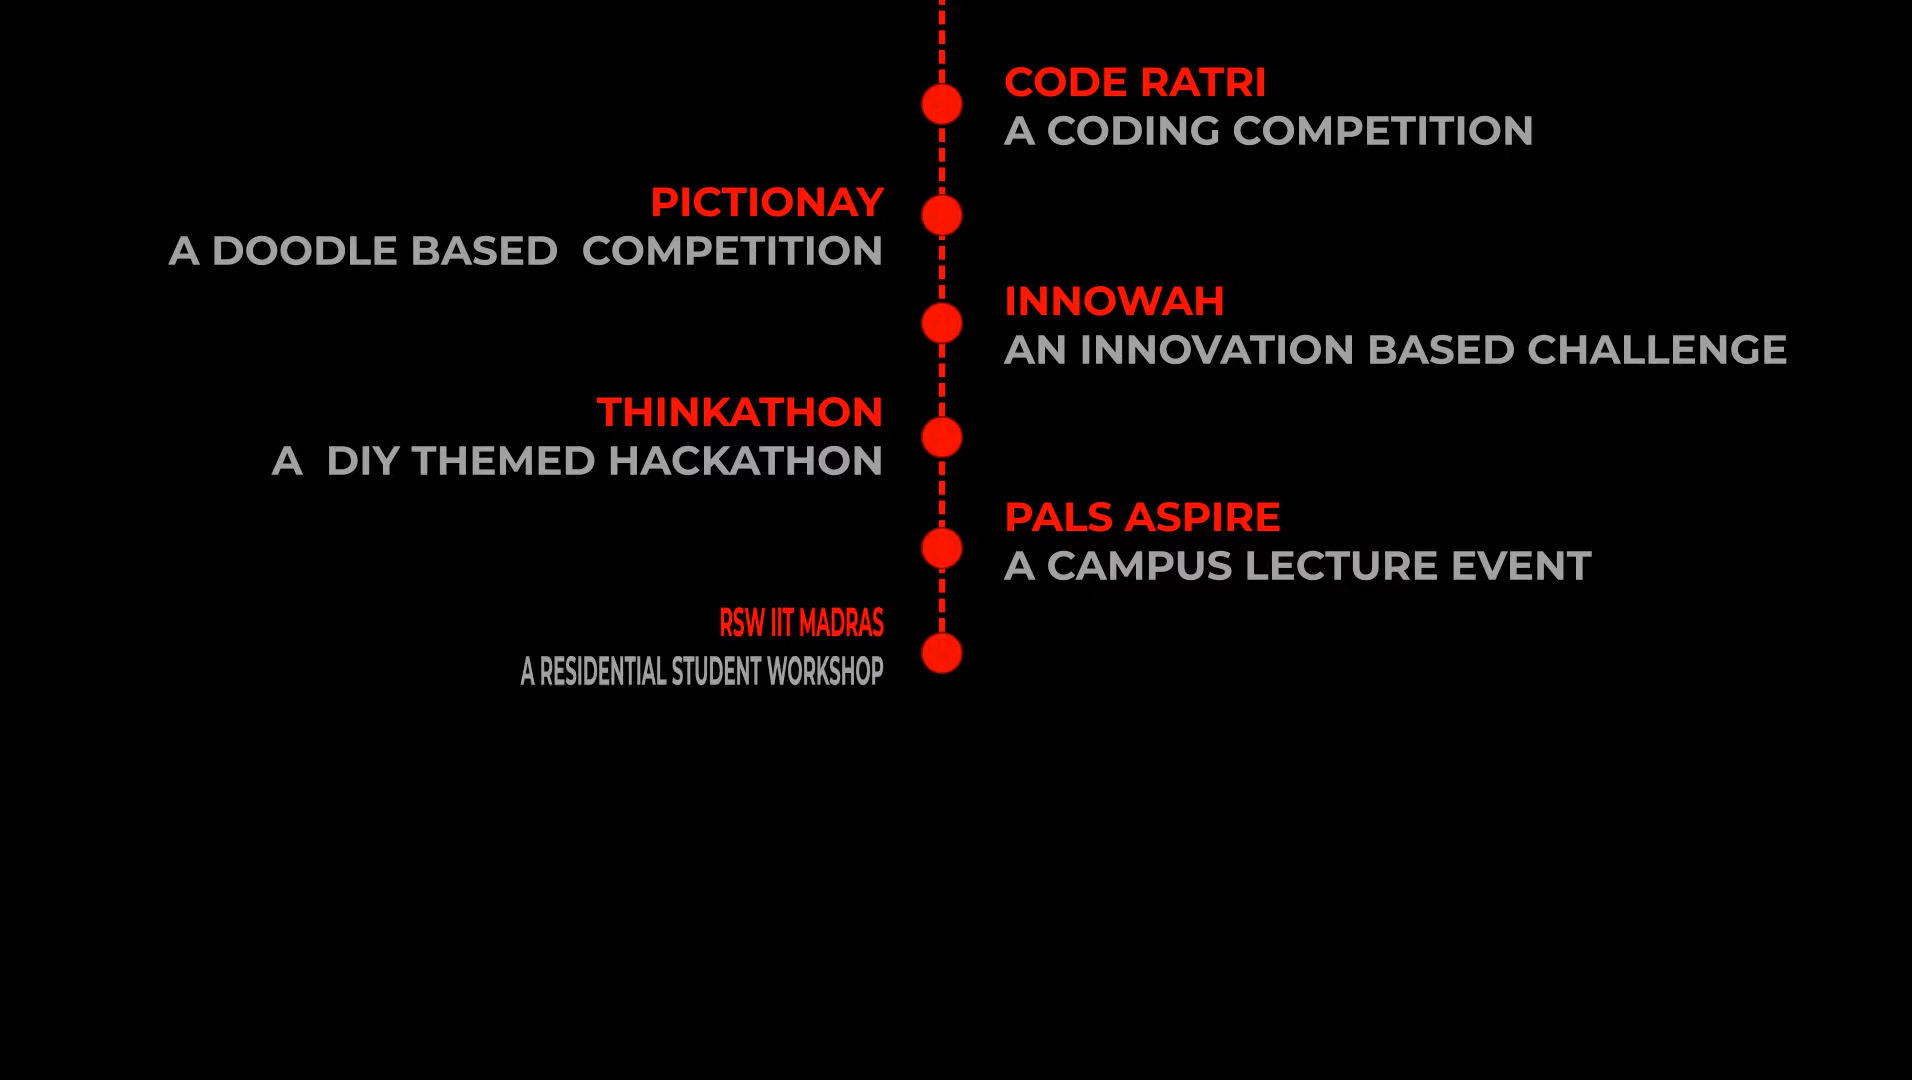 CODE RATRI
A CODING COMPETITION
PICTIONAY
A DOODLE BASED  COMPETITION
INNOWAH
AN INNOVATION BASED CHALLENGE
THINKATHON
A  DIY THEMED HACKATHON
PALS ASPIRE
A CAMPUS LECTURE EVENT
RSW IIT MADRAS
A RESIDENTIAL STUDENT WORKSHOP